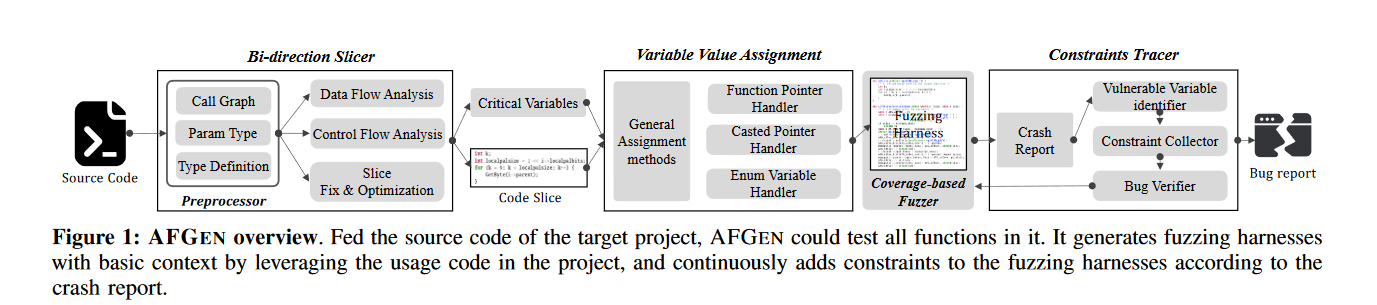 Bi-direction Slicer
Variable Value Assignment
Constraints Tracer
Source Code
Call Graph
Param Type
Type Definition
Preprocessor
Data Flow Analysis
Control Flow Analysis
Slice
Fix & Optimization
Critical Variables
int k;
Code Slice
General
Assignment
methods
Function Pointer
Handler
Casted Pointer
Handler
Enum Variable
Handler
Fuzzing
Harness
Coverage-based
Fuzzer
Crash
Report
Vulnerable Variable
identifier
Constraint Collector
Bug Verifier
Bug report
Figure 1: AFGEN overview. Fed the source code of the target project, AFGEN could test all functions in it. It generates fuzzing harnesses
with basic context by leveraging the usage code in the project, and continuously adds constraints to the fuzzing harnesses according to the
crash report.